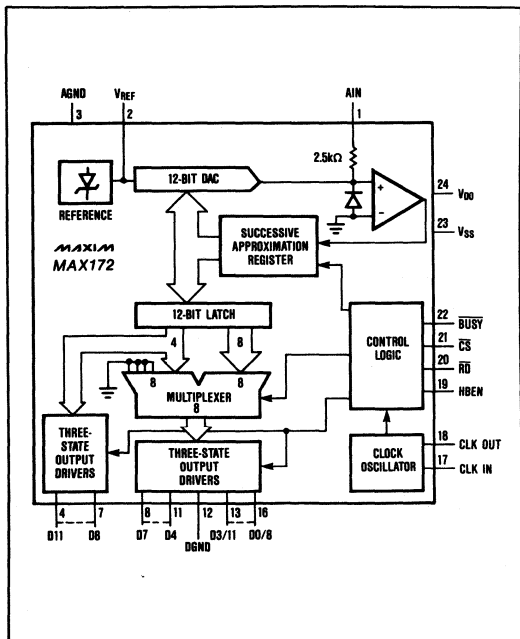 AGND VREF AIN
3 2 1
2.5kΩ
12-BIT DAC
+
−
24 VDD
REFERENCE
23 VSS
MAXIM
MAX172
SUCCESSIVE
APPROXIMATION
REGISTER
12-BIT LATCH
4 8
22 BUSY
21 CS
20 RD
19 HBEN
CONTROL
LOGIC
8 8
MULTIPLEXER
8
THREE-
STATE
OUTPUT
DRIVERS
THREE-STATE
OUTPUT
DRIVERS
CLOCK
OSCILLATOR
18 CLK OUT
17 CLK IN
4 7 8 11 12 13 16
D11 D8 D7 D4 D3/11 D0/8
DGND